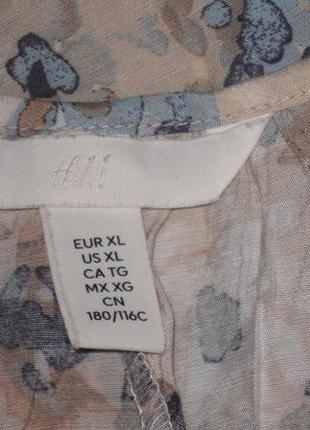 H&M
EUR XL
US XL
CA TG
MX XG
CN
180/116C